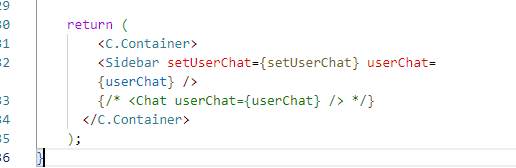 29
30 return (
31 <C.Container>
32 <Sidebar setUserChat={setUserChat} userChat=
{userChat} />
33 {/* <Chat userChat={userChat} /> */}
34 </C.Container>
35 );
36 }